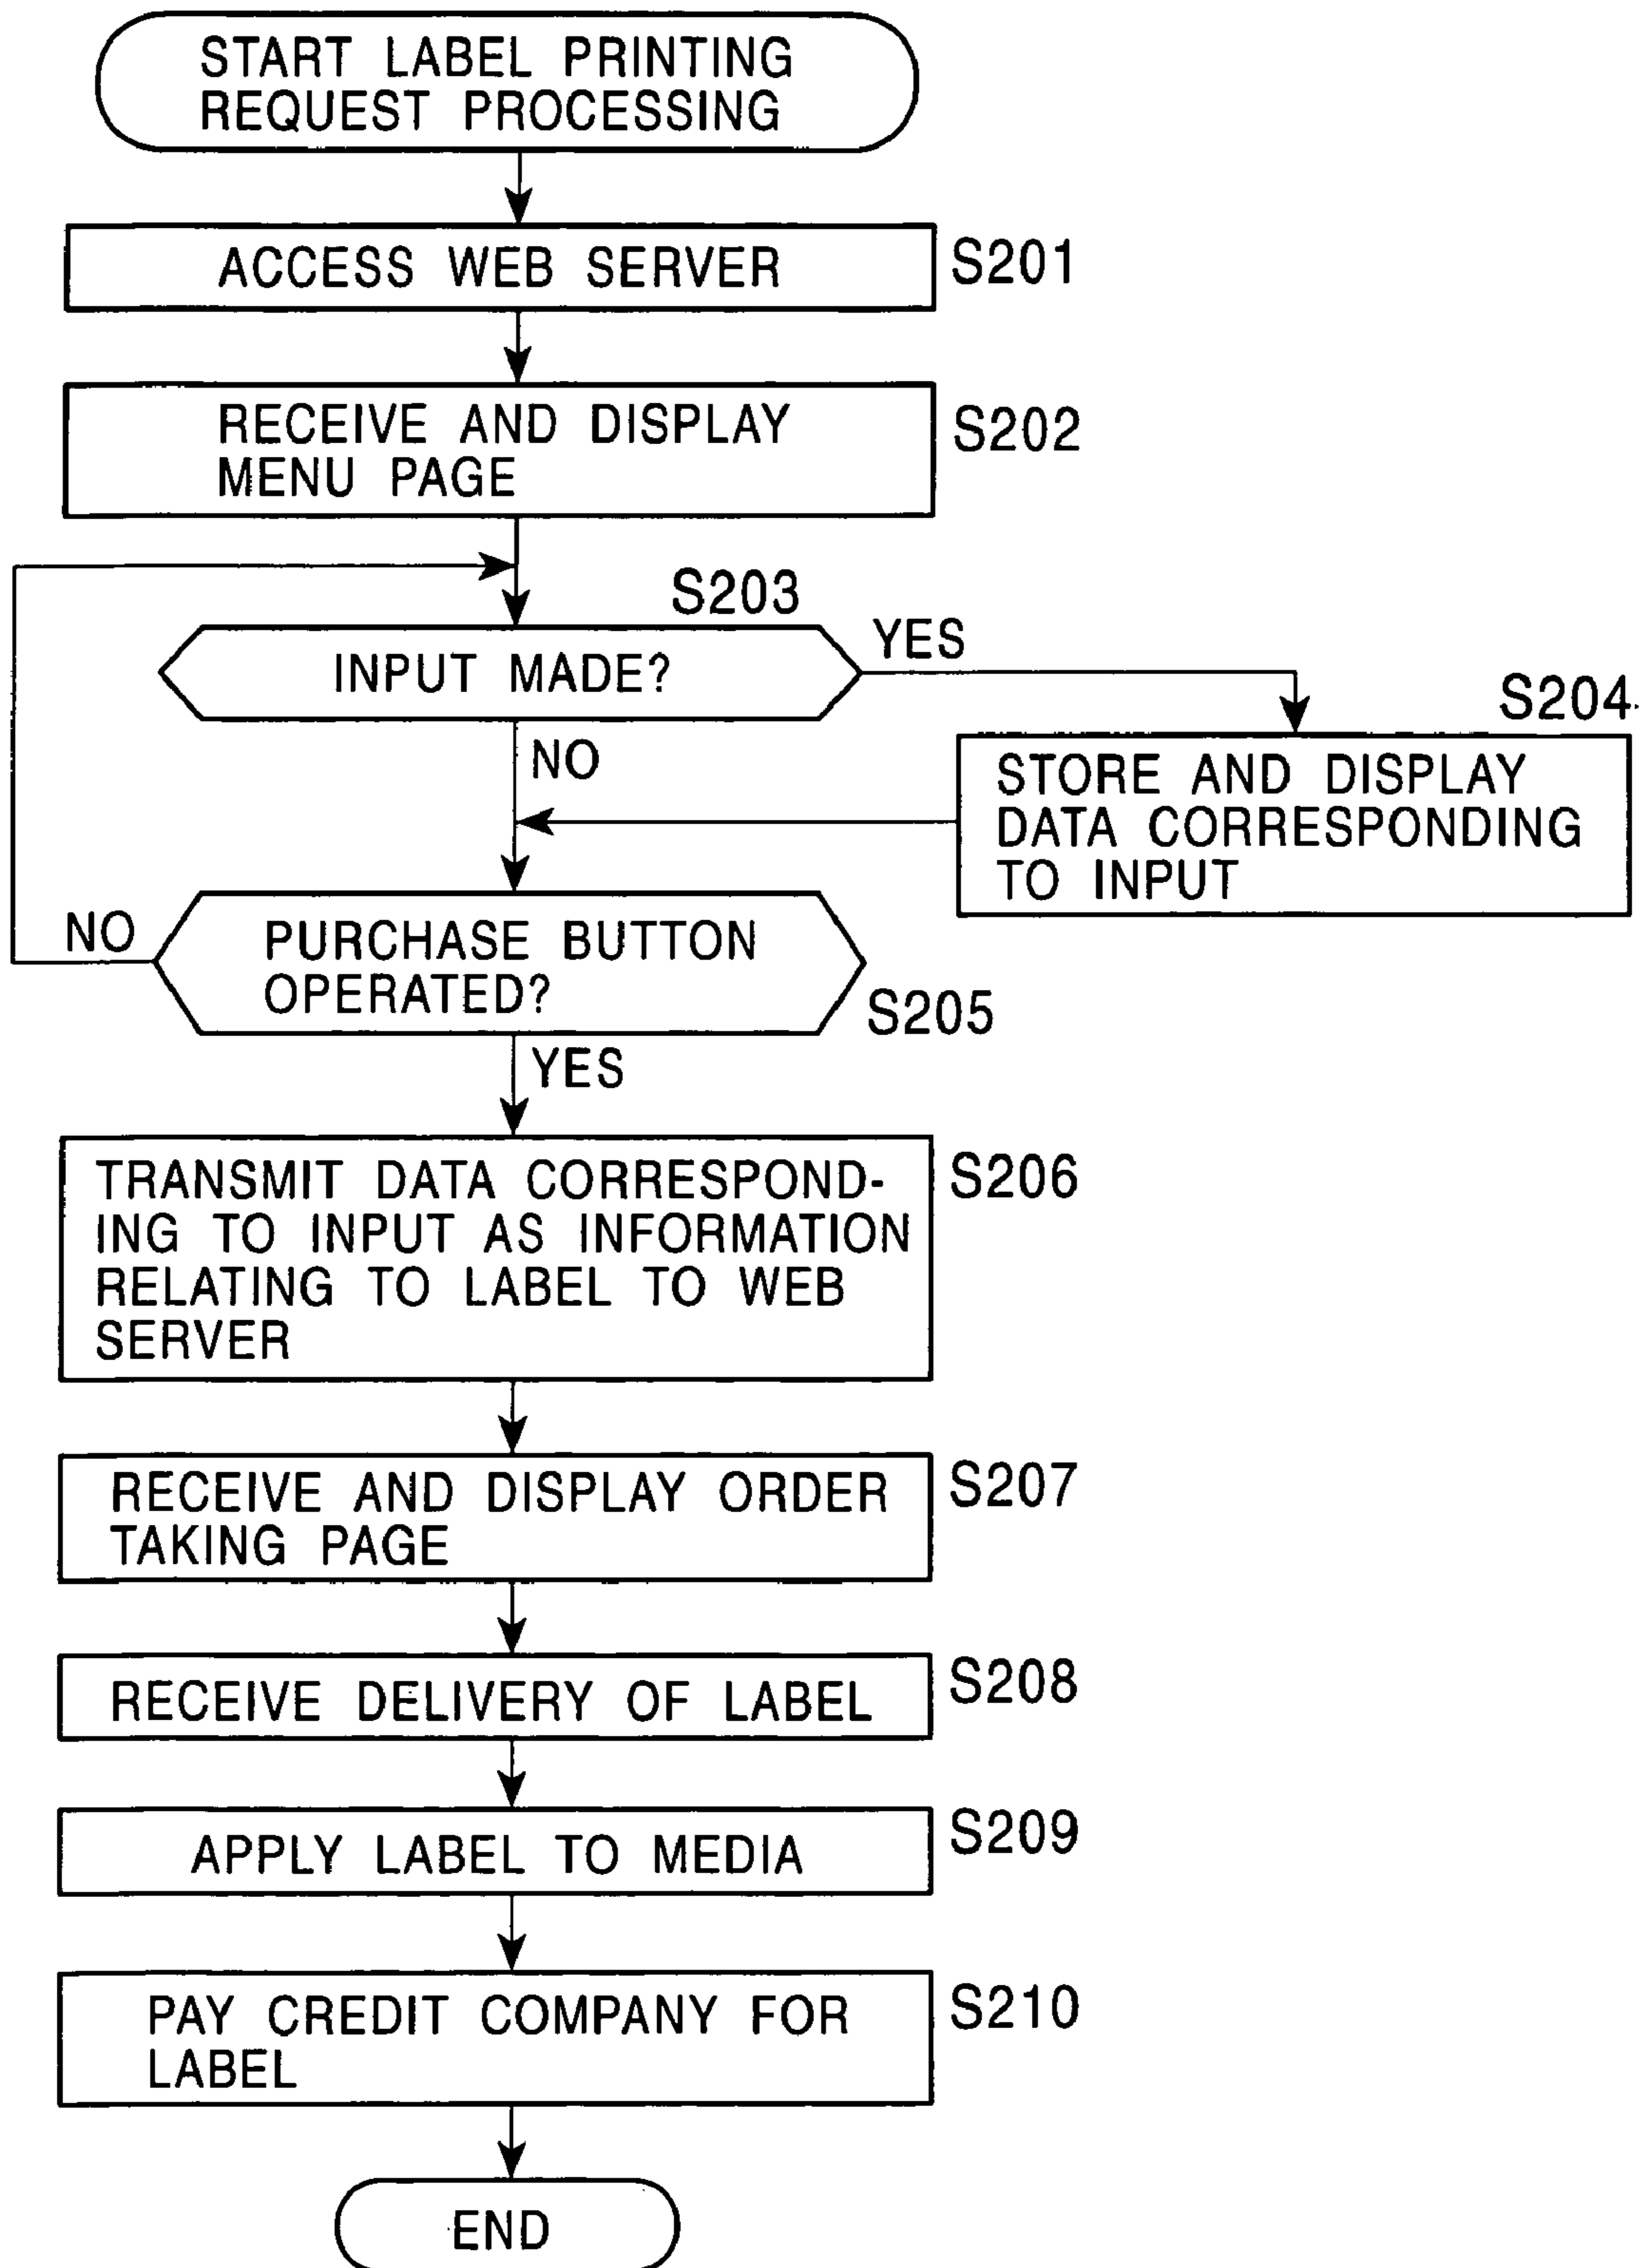 START LABEL PRINTING
REQUEST PROCESSING
ACCESS WEB SERVER
S201
RECEIVE AND DISPLAY
MENU PAGE
S202
S203
INPUT MADE?
YES
NO
S204
STORE AND DISPLAY
DATA CORRESPONDING
TO INPUT
NO
PURCHASE BUTTON
OPERATED?
S205
YES
TRANSMIT DATA CORRESPOND-
ING TO INPUT AS INFORMATION
RELATING TO LABEL TO WEB
SERVER
S206
RECEIVE AND DISPLAY ORDER
TAKING PAGE
S207
RECEIVE DELIVERY OF LABEL
S208
APPLY LABEL TO MEDIA
S209
PAY CREDIT COMPANY FOR
LABEL
S210
END